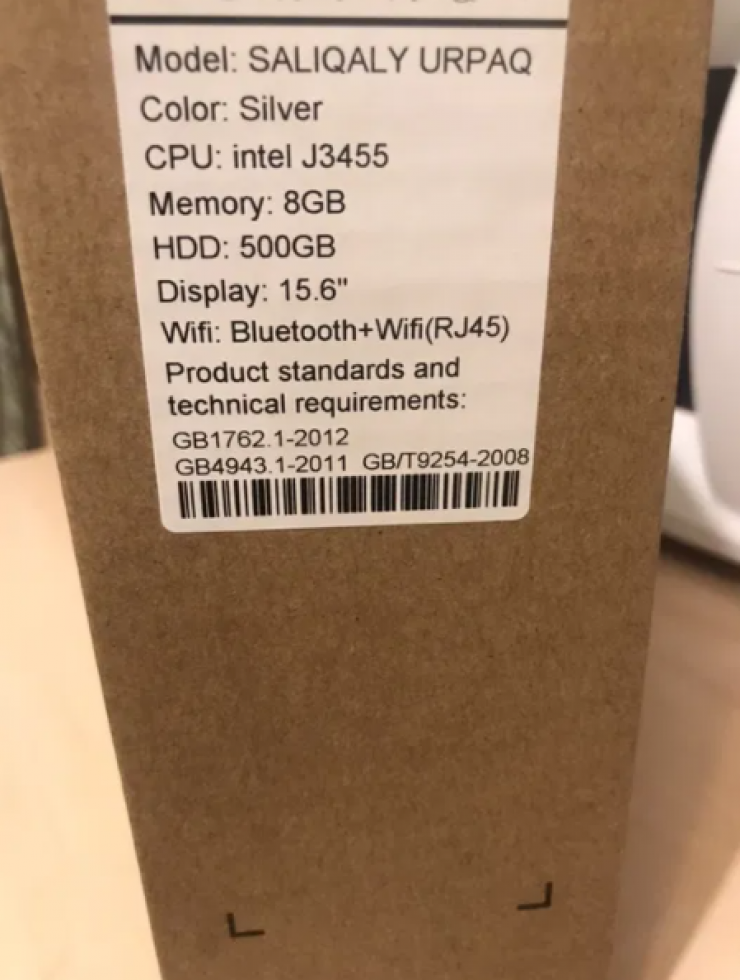 Model: SALIQALY URPAQ
Color: Silver
CPU: intel J3455
Memory: 8GB
HDD: 500GB
Display: 15.6"
Wifi: Bluetooth+Wifi(RJ45)
Product standards and
technical requirements:
GB1762.1-2012
GB4943.1-2011 GB/T9254-2008